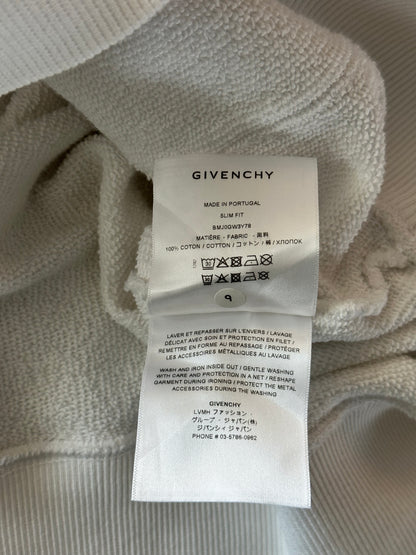 GIVENCHY
MADE IN PORTUGAL
SLIM FIT
BMJ0GW3Y78
MATIÈRE - FABRIC - 面料
100% COTON / COTTON / コットン / 棉 / ХЛОПОК
LAVER ET REPASSER SUR L'ENVERS / LAVAGE
DÉLICAT AVEC SOIN ET PROTECTION EN FILET /
REMETTRE EN FORME AU REPASSAGE / PROTÉGER
LES ACCESSOIRES MÉTALLIQUES AU LAVAGE
WASH AND IRON INSIDE OUT / GENTLE WASHING
WITH CARE AND PROTECTION IN A NET / RESHAPE
GARMENT DURING IRONING / PROTECT THE METAL
ACCESSORIES DURING THE WASHING
GIVENCHY
LVMH ファッション・
グループ・ジャパン(株)
ジバンシィ ジャパン
PHONE # 03-5786-0962